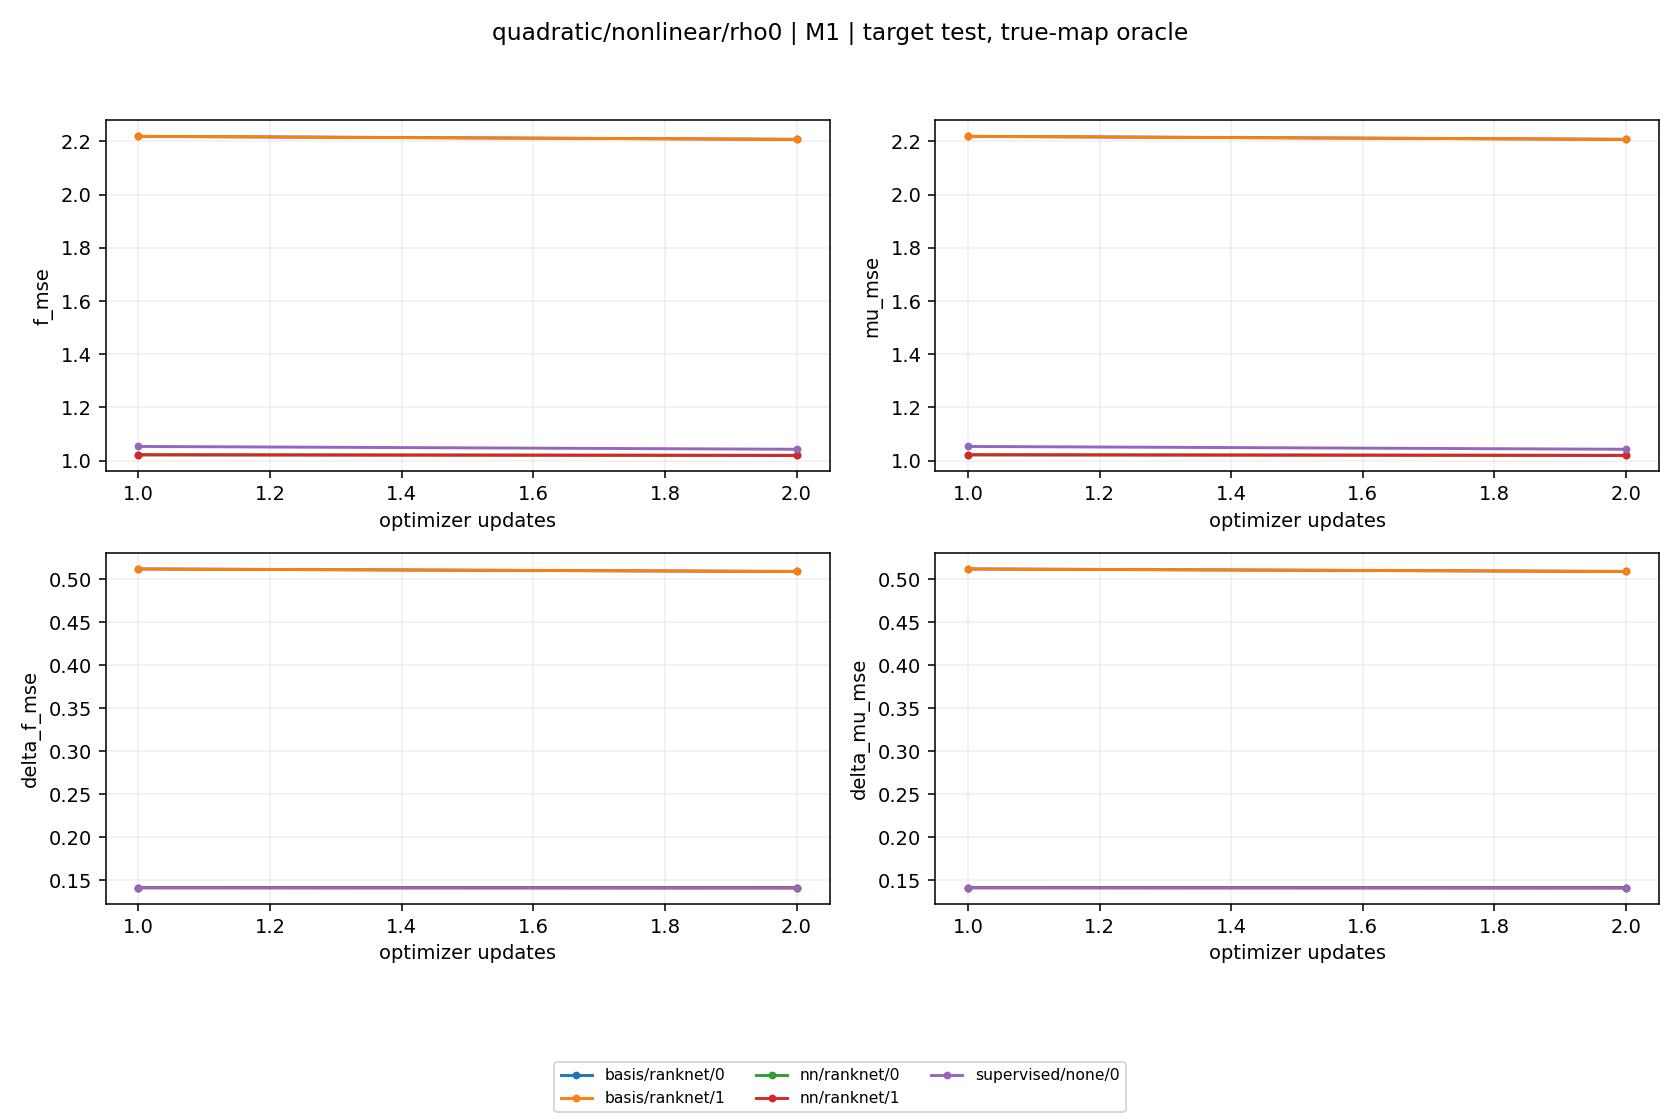 quadratic/nonlinear/rho0 | M1 | target test, true-map oracle
f_mse
2.2
2.0
1.8
1.6
1.4
1.2
1.0
1.0 1.2 1.4 1.6 1.8 2.0
optimizer updates
mu_mse
2.2
2.0
1.8
1.6
1.4
1.2
1.0
1.0 1.2 1.4 1.6 1.8 2.0
optimizer updates
delta_f_mse
0.50
0.45
0.40
0.35
0.30
0.25
0.20
0.15
1.0 1.2 1.4 1.6 1.8 2.0
optimizer updates
delta_mu_mse
0.50
0.45
0.40
0.35
0.30
0.25
0.20
0.15
1.0 1.2 1.4 1.6 1.8 2.0
optimizer updates
basis/ranknet/0
basis/ranknet/1
nn/ranknet/0
nn/ranknet/1
supervised/none/0